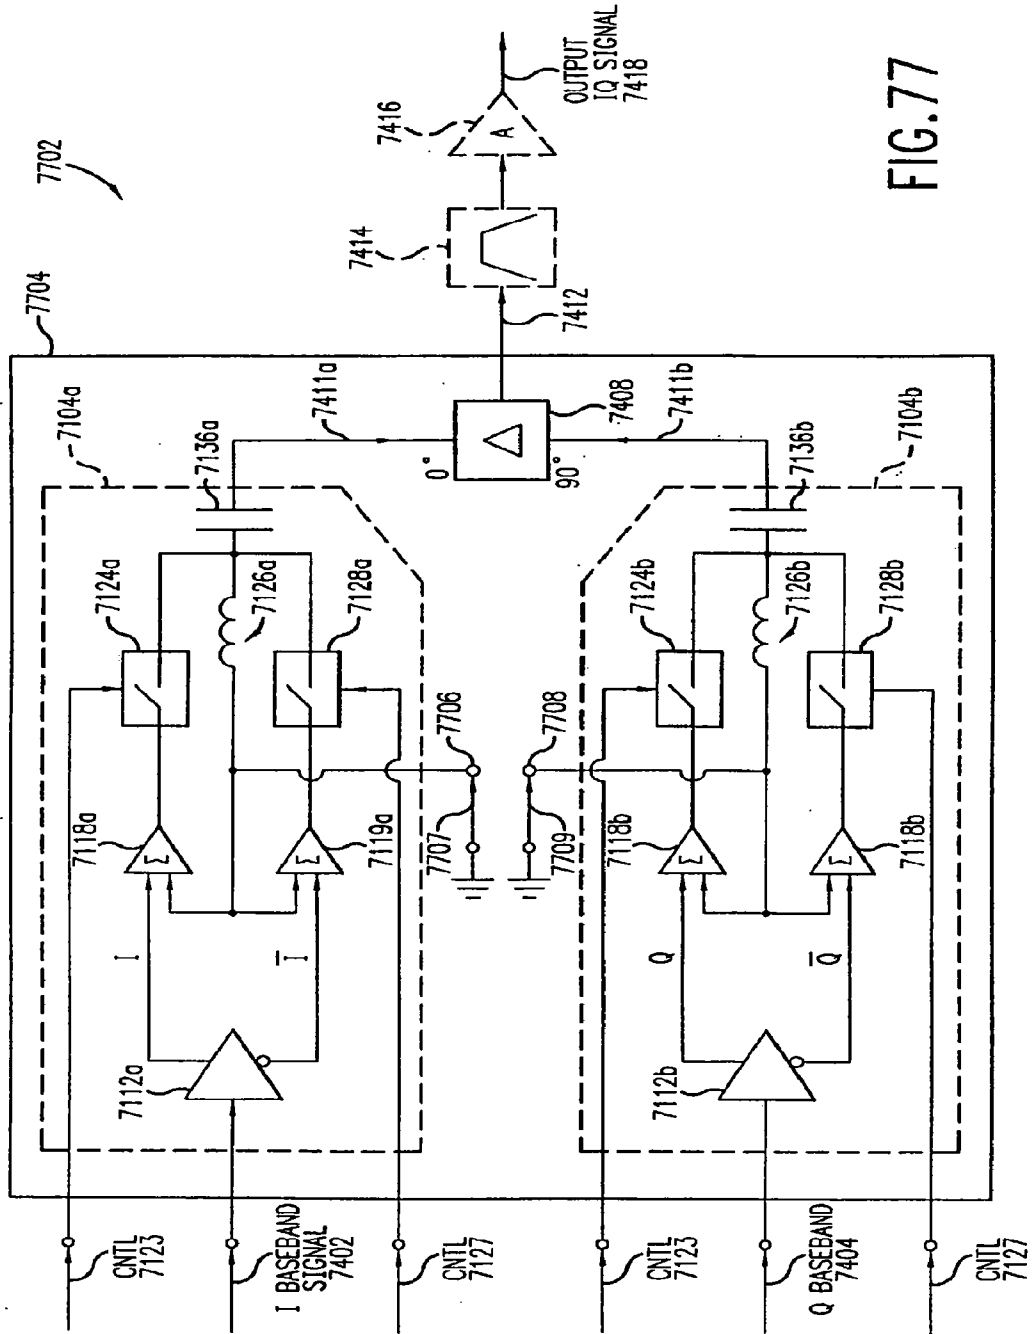 7702
7704
7104a
7136a
7124a
7126a
7128a
7118a
7119a
I
I̅
7112a
CNTL
7123
I BASEBAND
SIGNAL
7402
CNTL
7127
7411a
0°
90°
7408
7411b
7412
7414
7416
A
OUTPUT
IQ SIGNAL
7418
7706
7707
7708
7709
7104b
7136b
7124b
7126b
7128b
7118b
7118b
Σ
Σ
Σ
Σ
Q
Q̅
7112b
CNTL
7123
Q BASEBAND
7404
CNTL
7127
FIG.77